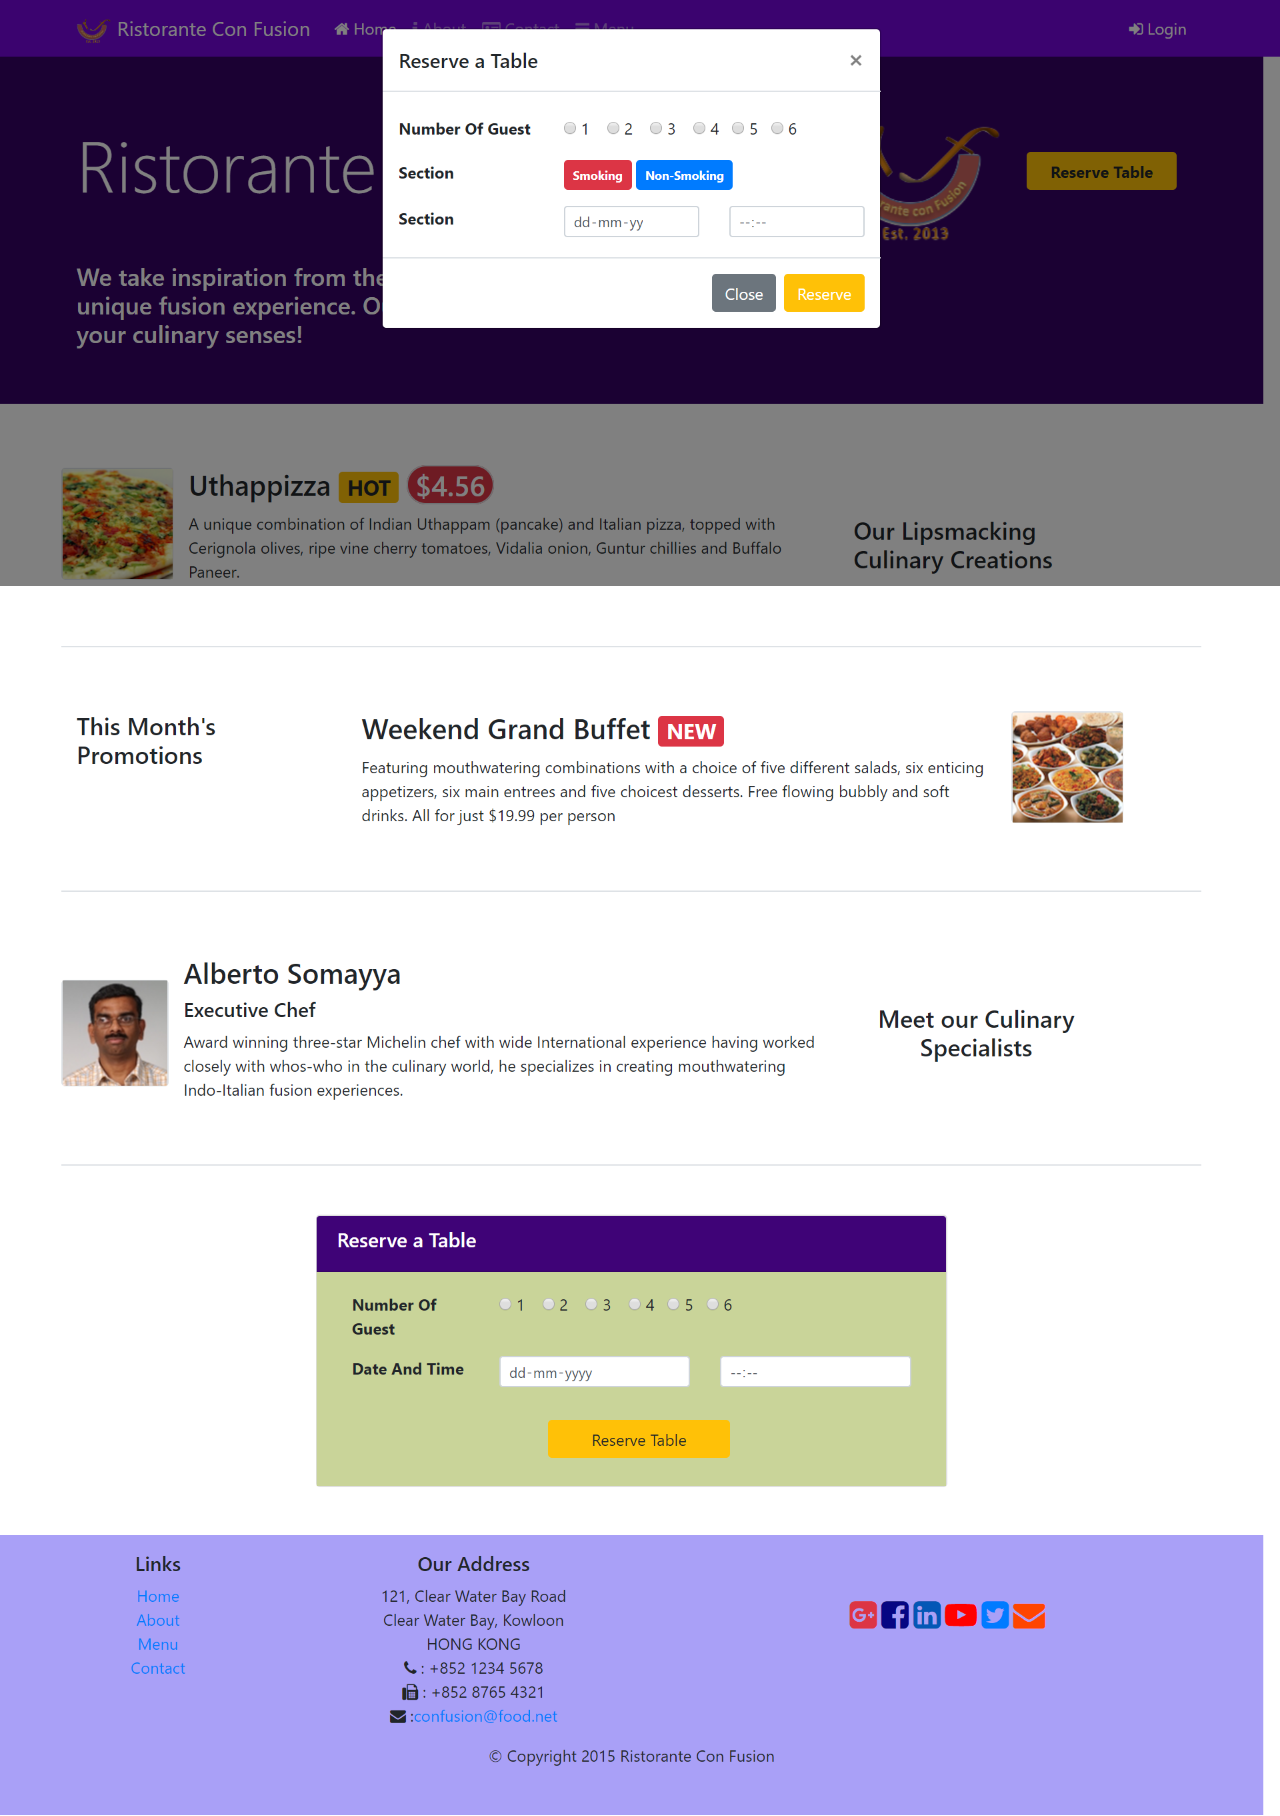 Ristorante Con Fusion Home About Contact Menu Login
Reserve a Table ×
Number Of Guest 1 2 3 4 5 6
Section Smoking Non-Smoking
Section dd-mm-yy --:--
Close Reserve
Ristorante
Reserve Table
ante con Fusion
Est. 2013
We take inspiration from the
unique fusion experience.
your culinary senses!
Uthappizza HOT $4.56
A unique combination of Indian Uthappam (pancake) and Italian pizza, topped with
Cerignola olives, ripe vine cherry tomatoes, Vidalia onion, Guntur chillies and Buffalo
Paneer.
Our Lipsmacking
Culinary Creations
This Month's
Promotions
Weekend Grand Buffet NEW
Featuring mouthwatering combinations with a choice of five different salads, six enticing
appetizers, six main entrees and five choicest desserts. Free flowing bubbly and soft
drinks. All for just $19.99 per person
Alberto Somayya
Executive Chef
Award winning three-star Michelin chef with wide International experience having worked
closely with whos-who in the culinary world, he specializes in creating mouthwatering
Indo-Italian fusion experiences.
Meet our Culinary
Specialists
Reserve a Table
Number Of
Guest
1 2 3 4 5 6
Date And Time dd-mm-yyyy --:--
Reserve Table
Links
Home
About
Menu
Contact
Our Address
121, Clear Water Bay Road
Clear Water Bay, Kowloon
HONG KONG
: +852 1234 5678
: +852 8765 4321
:confusion@food.net
© Copyright 2015 Ristorante Con Fusion